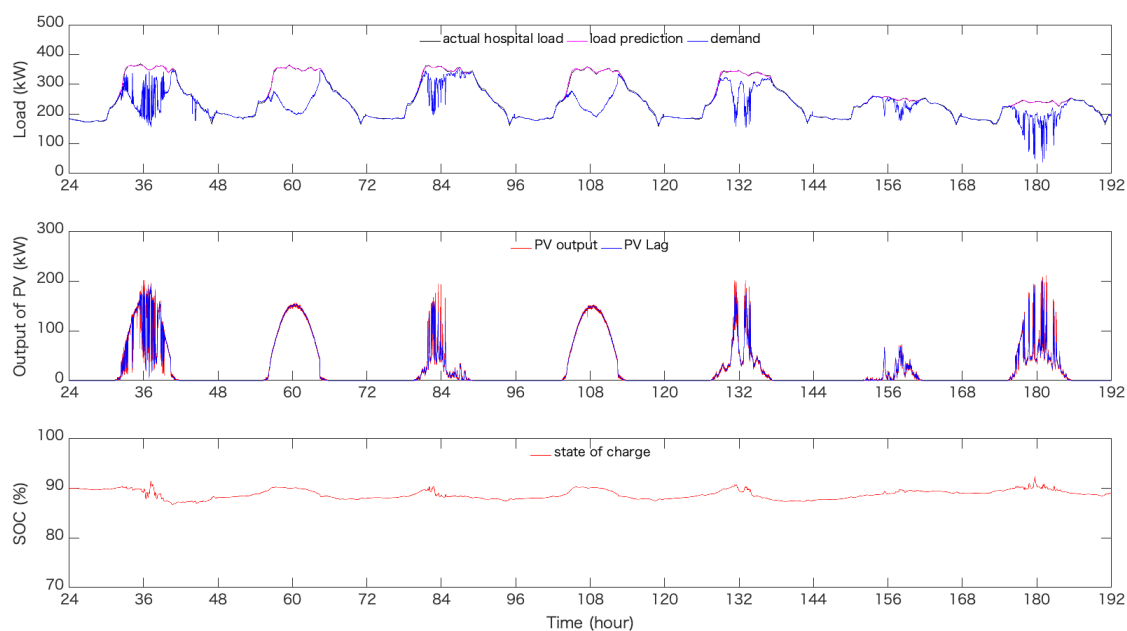 500
400
300
200
100
0
Load (kW)
actual hospital load load prediction demand
24 36 48 60 72 84 96 108 120 132 144 156 168 180 192
300
200
100
0
Output of PV (kW)
PV output PV Lag
24 36 48 60 72 84 96 108 120 132 144 156 168 180 192
100
90
80
70
SOC (%)
state of charge
24 36 48 60 72 84 96 108 120 132 144 156 168 180 192
Time (hour)